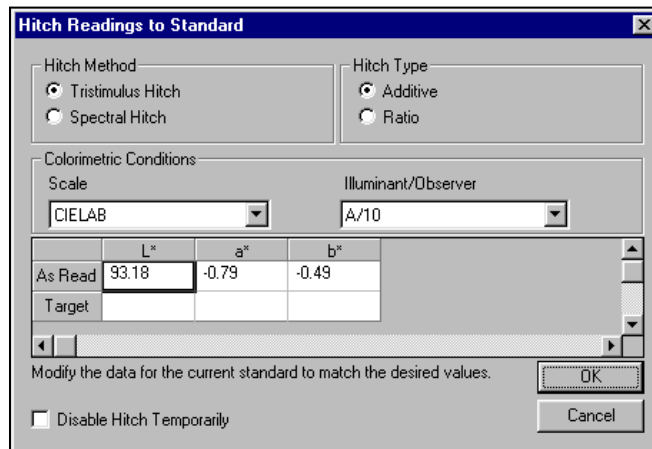 Hitch Readings to Standard
Hitch Method
Tristimulus Hitch
Spectral Hitch
Hitch Type
Additive
Ratio
Colorimetric Conditions
Scale
CIELAB
Illuminant/Observer
A/10
L* a* b*
As Read 93.18 -0.79 -0.49
Target
Modify the data for the current standard to match the desired values.
OK
Disable Hitch Temporarily
Cancel